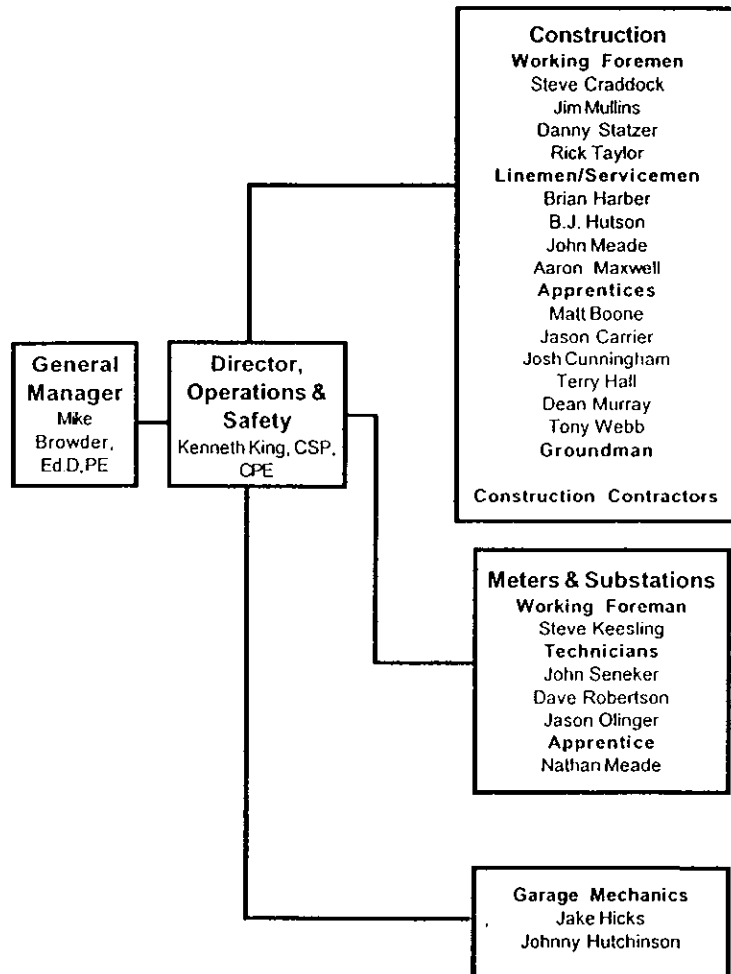 General
Manager
Mike
Browder,
Ed.D,PE
Director,
Operations &
Safety
Kenneth King, CSP,
CPE
Construction
Working Foremen
Steve Craddock
Jim Mullins
Danny Statzer
Rick Taylor
Linemen/Servicemen
Brian Harber
B.J. Hutson
John Meade
Aaron Maxwell
Apprentices
Matt Boone
Jason Carrier
Josh Cunningham
Terry Hall
Dean Murray
Tony Webb
Groundman
Construction Contractors
Meters & Substations
Working Foreman
Steve Keesling
Technicians
John Seneker
Dave Robertson
Jason Olinger
Apprentice
Nathan Meade
Garage Mechanics
Jake Hicks
Johnny Hutchinson